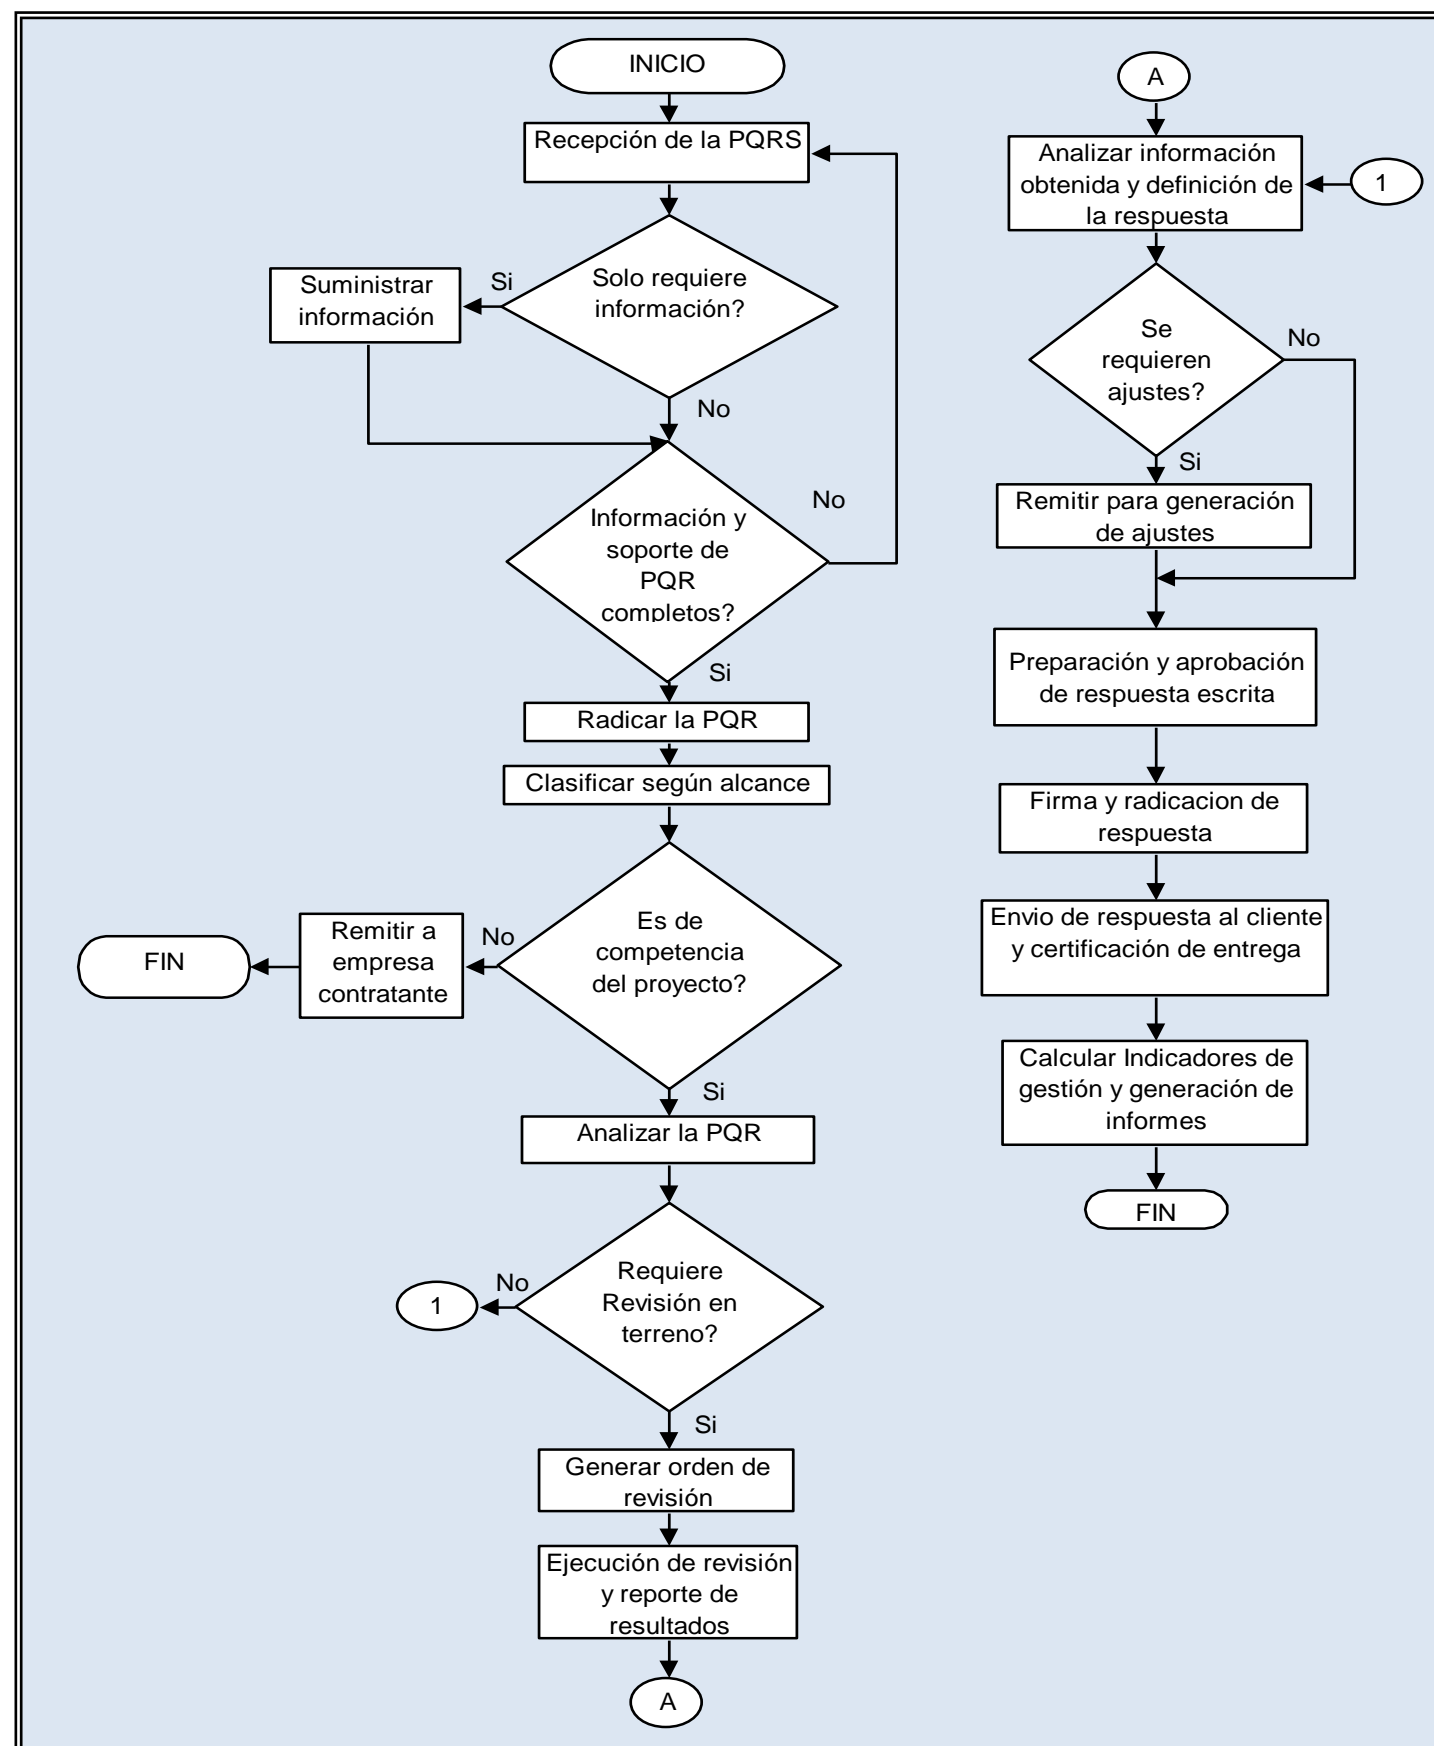 INICIO
Recepción de la PQRS
Solo requiere
información?
Si
Suministrar
información
No
Información y
soporte de
PQR
completos?
No
Si
Radicar la PQR
Clasificar según alcance
Es de
competencia
del proyecto?
No
Remitir a
empresa
contratante
FIN
Si
Analizar la PQR
Requiere
Revisión en
terreno?
No
1
Si
Generar orden de
revisión
Ejecución de revisión
y reporte de
resultados
A
A
Analizar información
obtenida y definición de
la respuesta
1
Se
requieren
ajustes?
No
Si
Remitir para generación
de ajustes
Preparación y aprobación
de respuesta escrita
Firma y radicacion de
respuesta
Envio de respuesta al cliente
y certificación de entrega
Calcular Indicadores de
gestión y generación de
informes
FIN